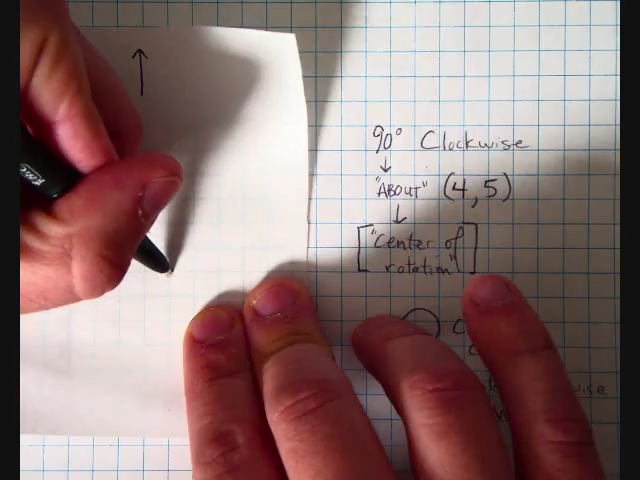 90° Clockwise
"ABOUT" (4,5)
["Center of
rotation"]